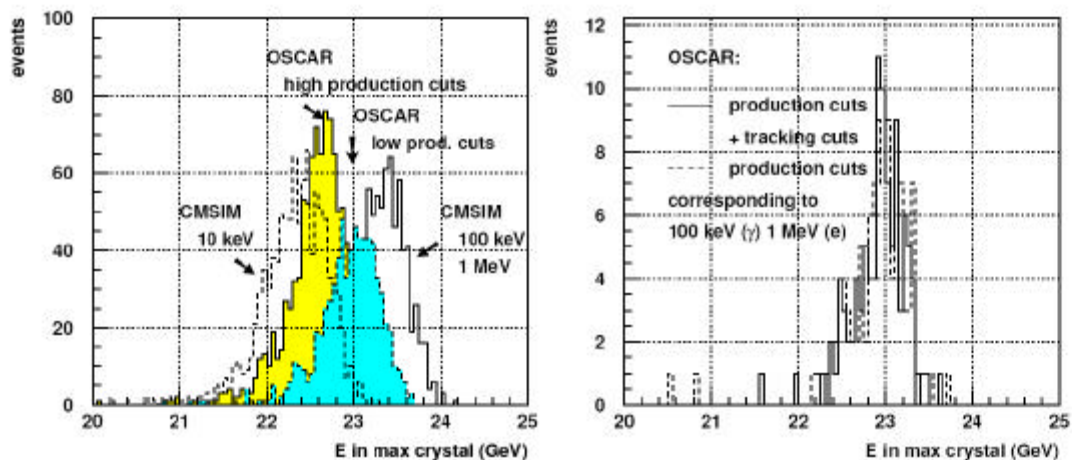 events
100
80
60
40
20
0
20 21 22 23 24 25
E in max crystal (GeV)
OSCAR
high production cuts
OSCAR
low prod. cuts
CMSIM
10 keV
CMSIM
100 keV
1 MeV
events
12
10
8
6
4
2
0
20 21 22 23 24 25
E in max crystal (GeV)
OSCAR:
production cuts
+ tracking cuts
production cuts
corresponding to
100 keV (γ) 1 MeV (e)